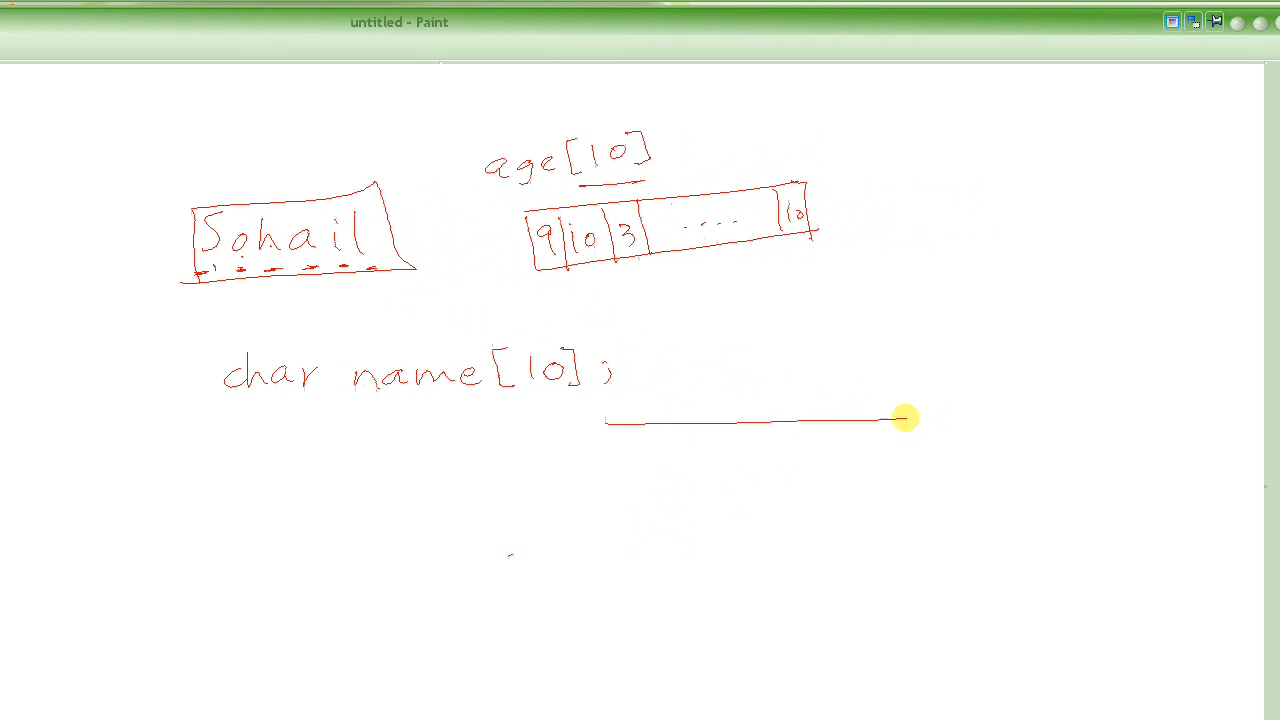 untitled - Paint
age[10]
Sohail
9 10 3 .... 10
char name[10];